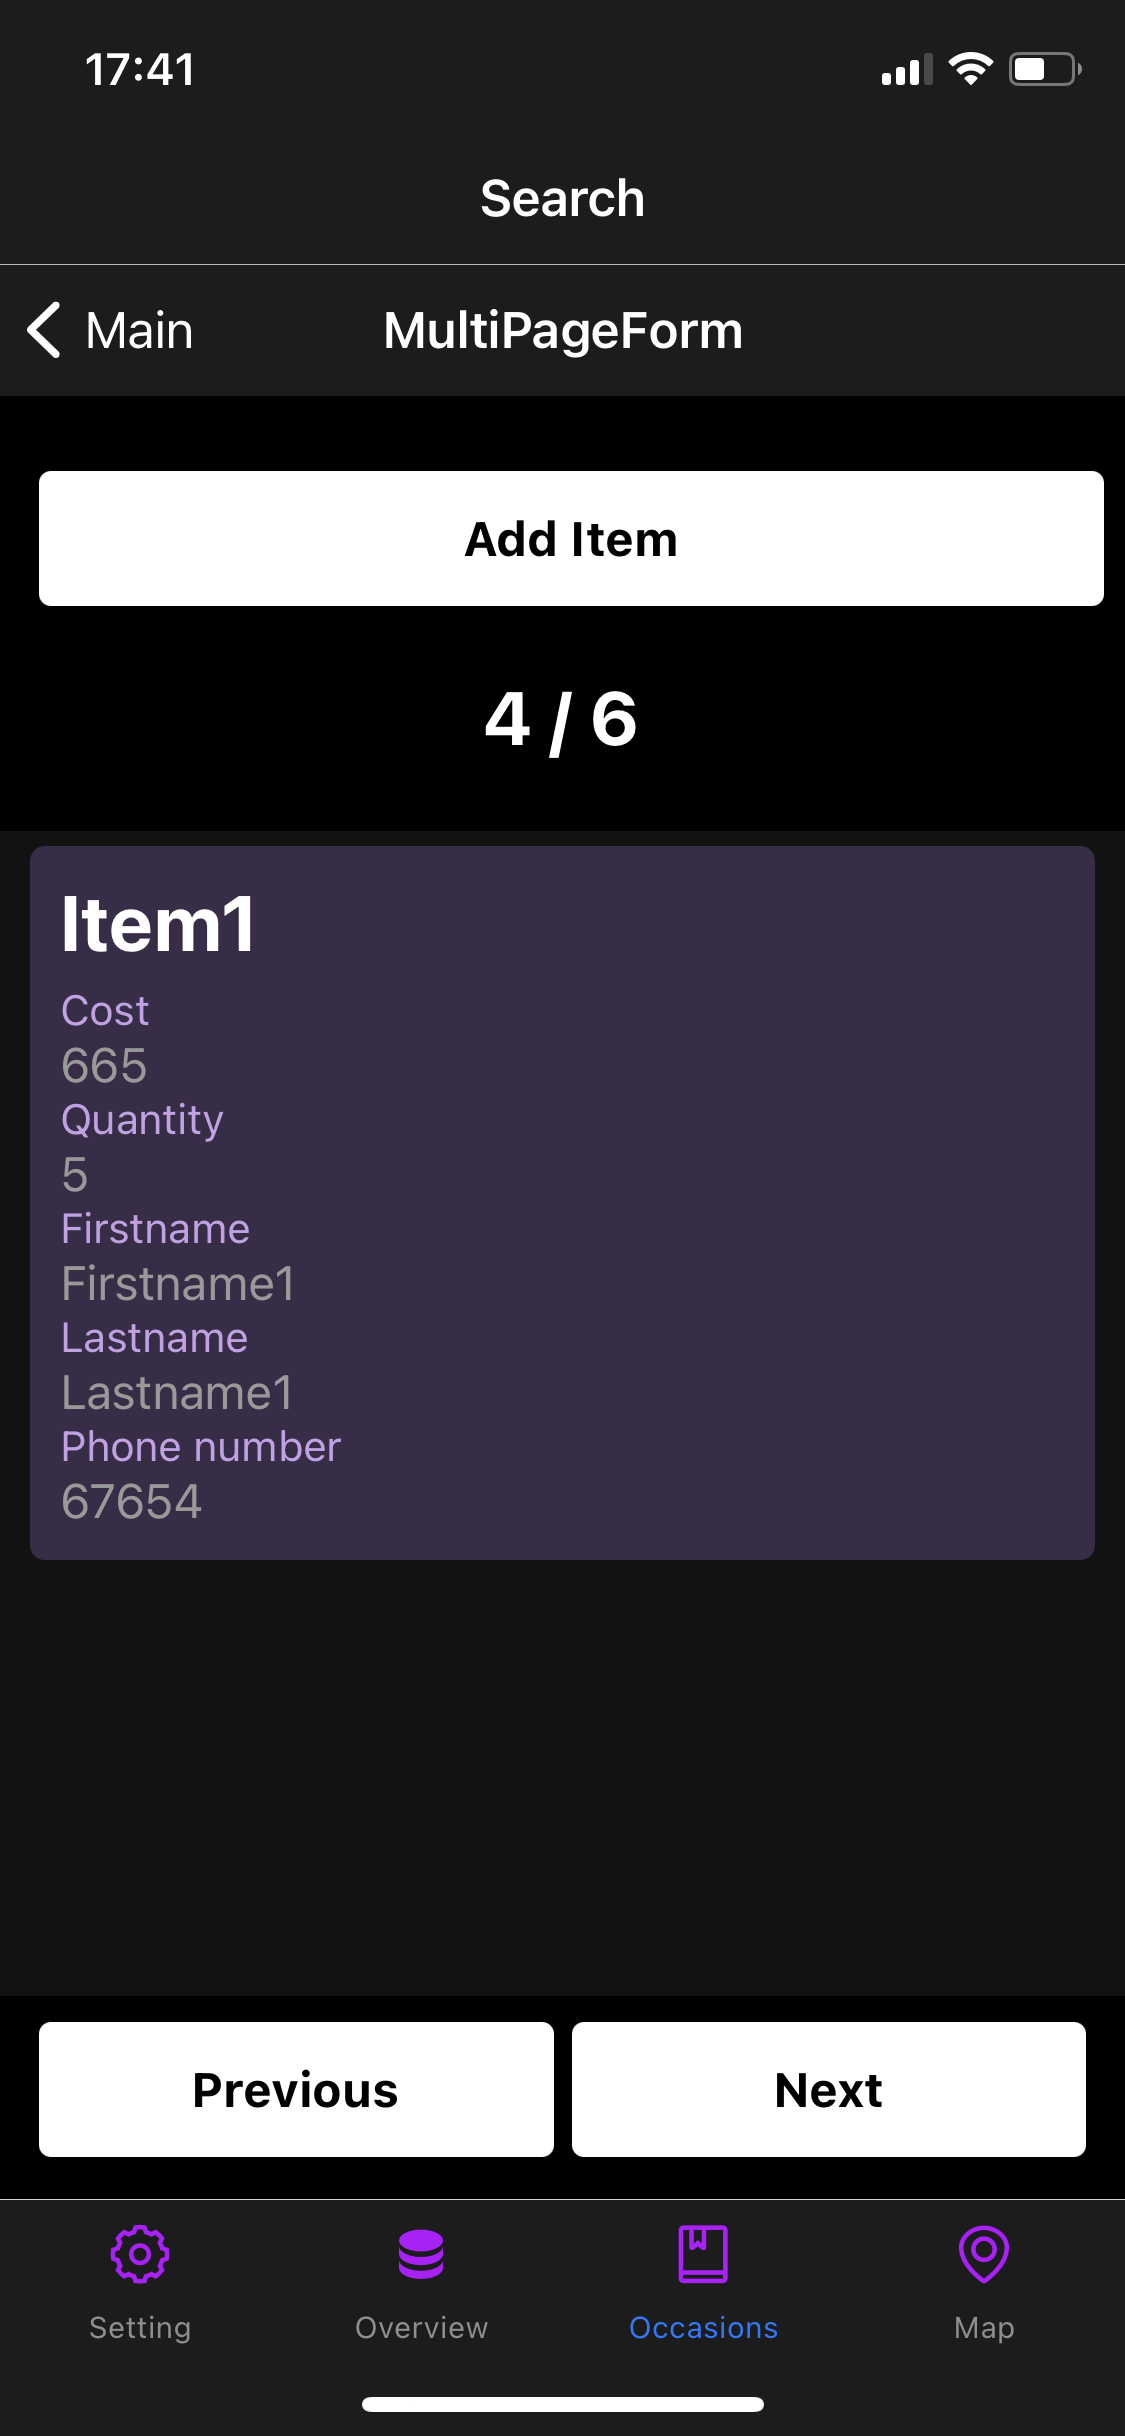 17:41
Search
Main
MultiPageForm
Add Item
4 / 6
Item1
Cost
665
Quantity
5
Firstname
Firstname1
Lastname
Lastname1
Phone number
67654
Previous
Next
Setting
Overview
Occasions
Map